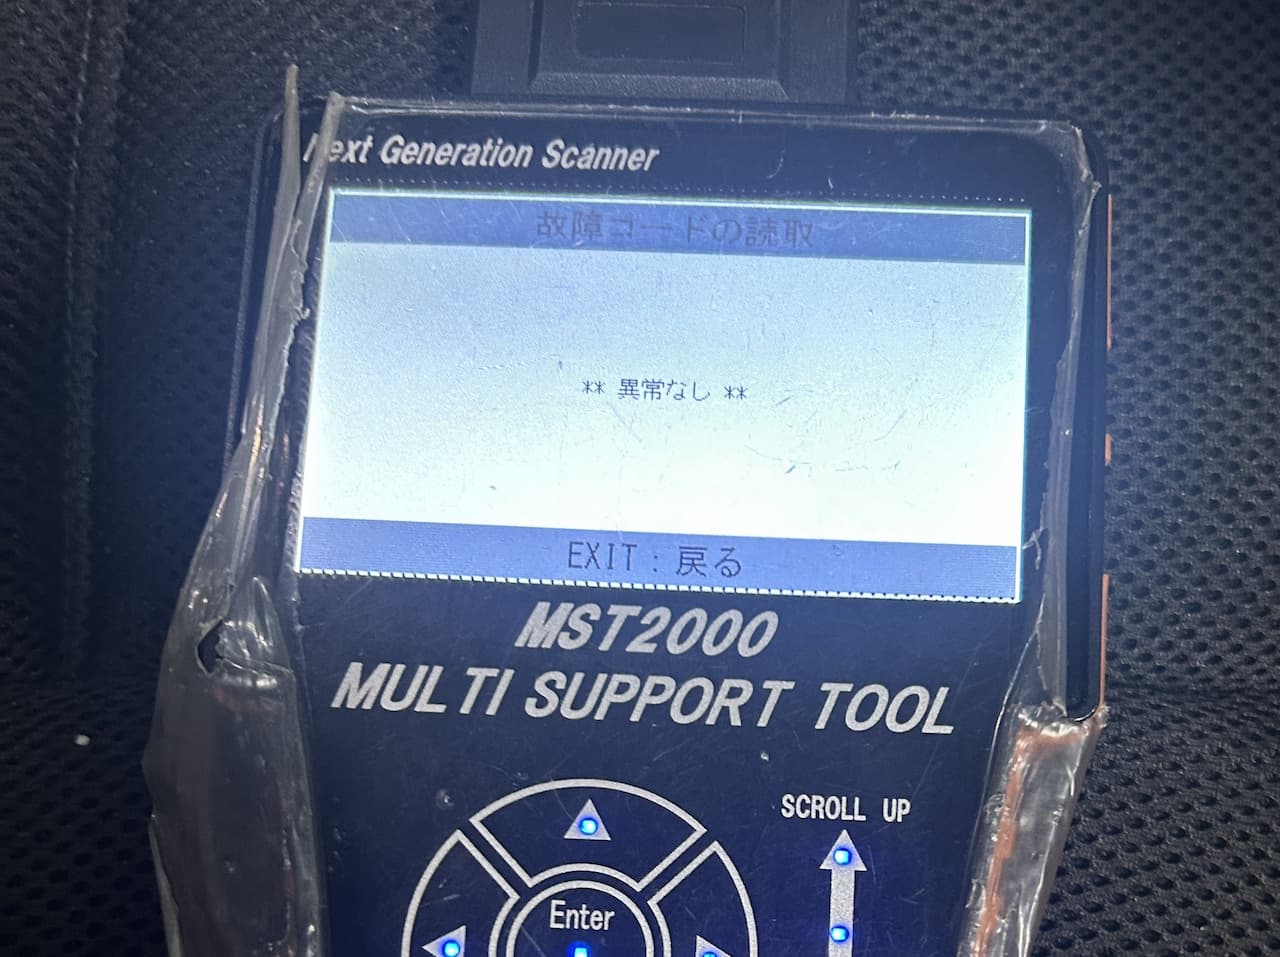 Next Generation Scanner
故障コードの読取
** 異常なし **
EXIT : 戻る
MST2000
MULTI SUPPORT TOOL
SCROLL UP
Enter